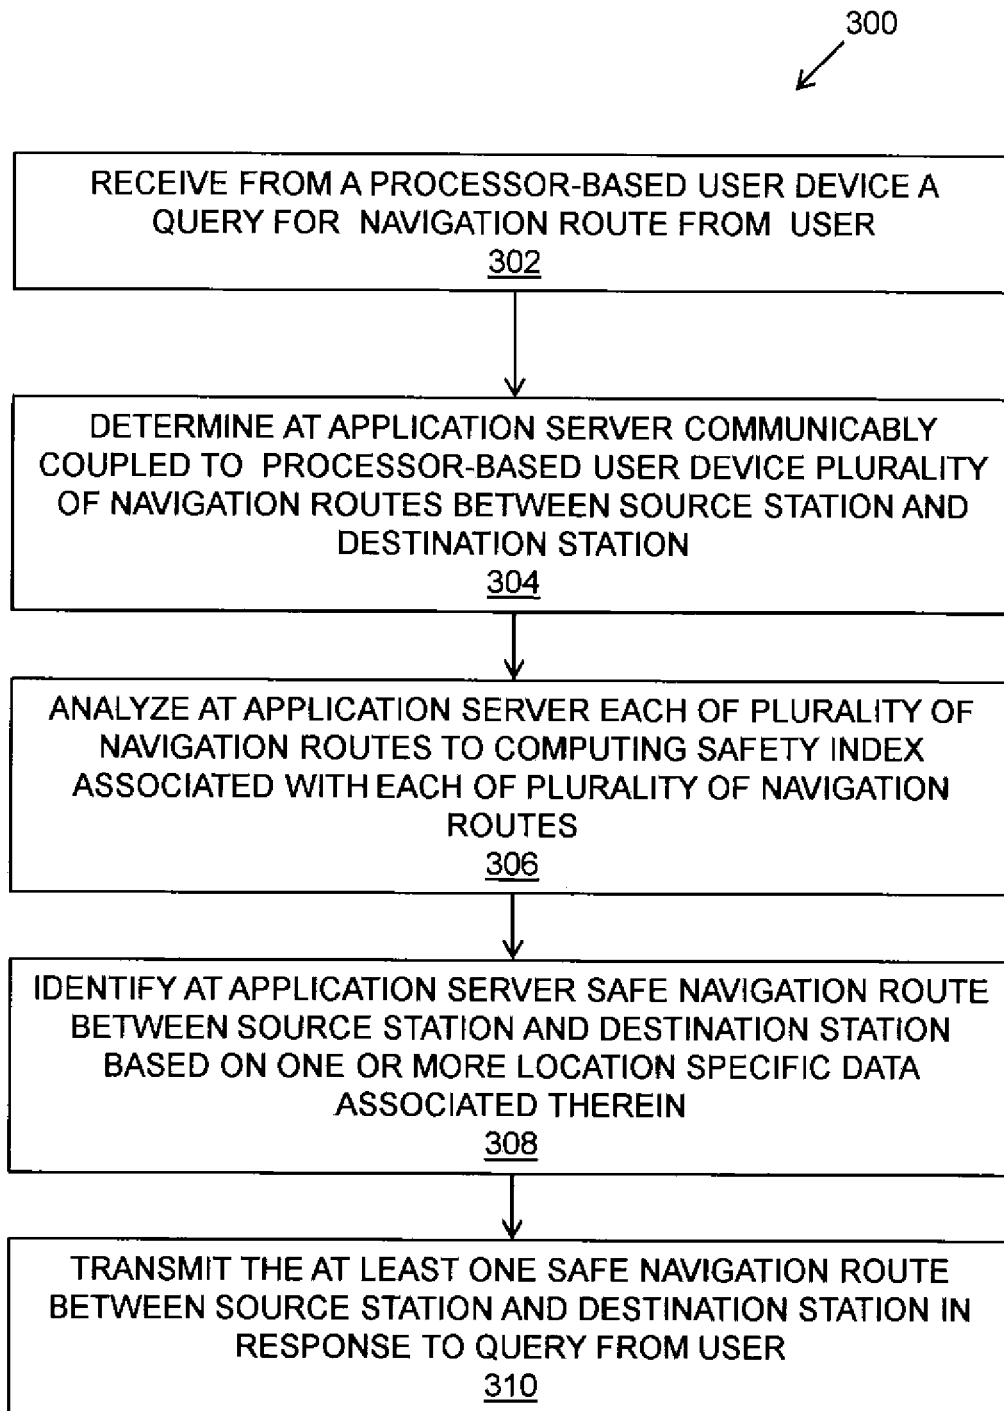 300
RECEIVE FROM A PROCESSOR-BASED USER DEVICE A
QUERY FOR NAVIGATION ROUTE FROM USER
302
DETERMINE AT APPLICATION SERVER COMMUNICABLY
COUPLED TO PROCESSOR-BASED USER DEVICE PLURALITY
OF NAVIGATION ROUTES BETWEEN SOURCE STATION AND
DESTINATION STATION
304
ANALYZE AT APPLICATION SERVER EACH OF PLURALITY OF
NAVIGATION ROUTES TO COMPUTING SAFETY INDEX
ASSOCIATED WITH EACH OF PLURALITY OF NAVIGATION
ROUTES
306
IDENTIFY AT APPLICATION SERVER SAFE NAVIGATION ROUTE
BETWEEN SOURCE STATION AND DESTINATION STATION
BASED ON ONE OR MORE LOCATION SPECIFIC DATA
ASSOCIATED THEREIN
308
TRANSMIT THE AT LEAST ONE SAFE NAVIGATION ROUTE
BETWEEN SOURCE STATION AND DESTINATION STATION IN
RESPONSE TO QUERY FROM USER
310